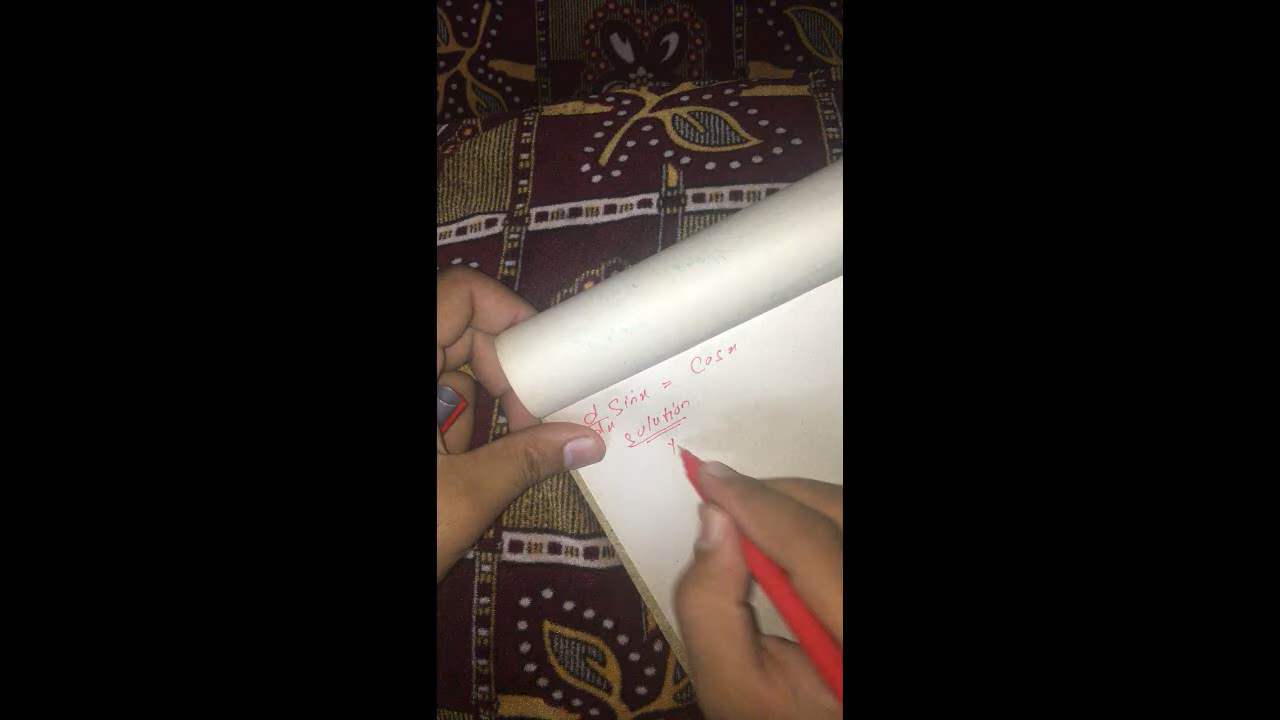 d/dx Sinx = Cosx
Solution
y